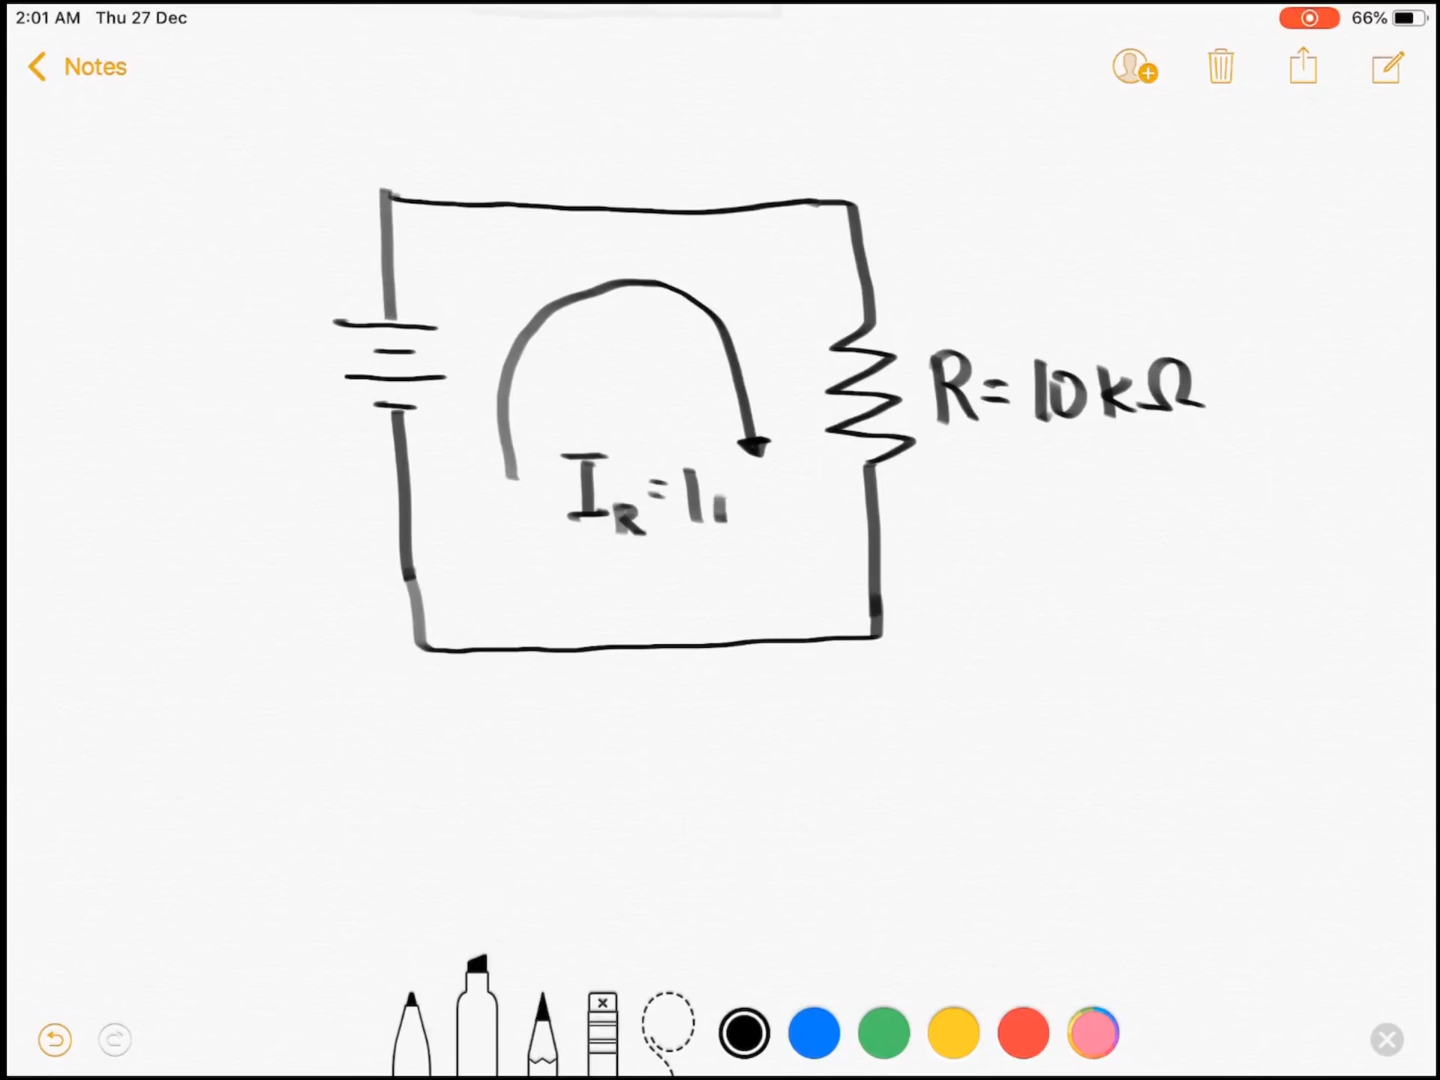 2:01 AM Thu 27 Dec
66%
Notes
R= 10kΩ
I_R=1